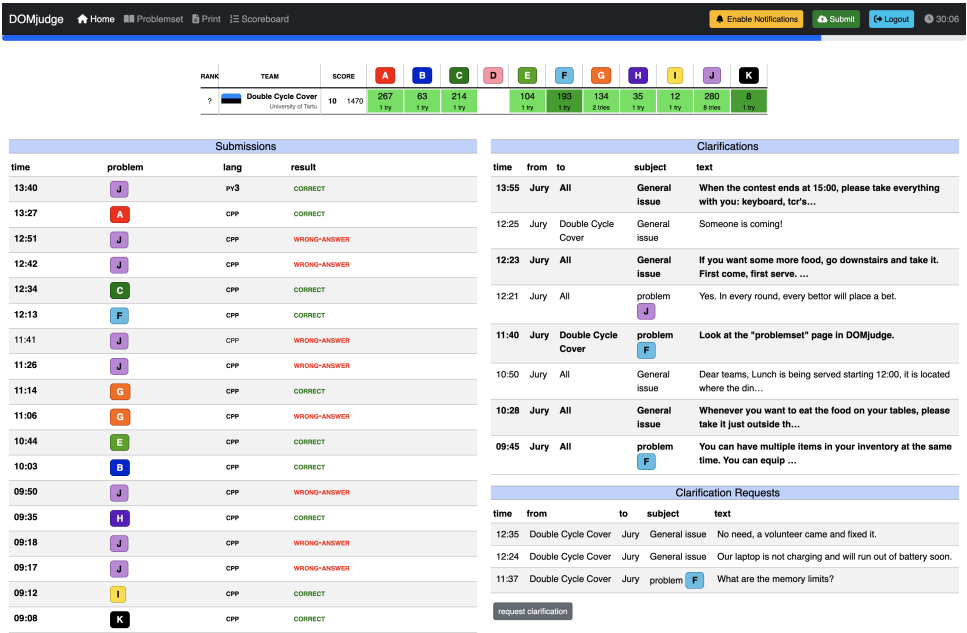 DOMjudge Home Problemset Print Scoreboard Enable Notifications Submit Logout 30:06
RANK TEAM SCORE A B C D E F G H I J K
? Double Cycle Cover 10 1470 267 63 214 104 193 134 35 12 280 8
University of Tartu 1 try 1 try 1 try 1 try 1 try 2 tries 1 try 1 try 8 tries 1 try
Submissions
time problem lang result
13:40 J PY3 CORRECT
13:27 A CPP CORRECT
12:51 J CPP WRONG-ANSWER
12:42 J CPP WRONG-ANSWER
12:34 C CPP CORRECT
12:13 F CPP CORRECT
11:41 J CPP WRONG-ANSWER
11:26 J CPP WRONG-ANSWER
11:14 G CPP CORRECT
11:06 G CPP WRONG-ANSWER
10:44 E CPP CORRECT
10:03 B CPP CORRECT
09:50 J CPP WRONG-ANSWER
09:35 H CPP CORRECT
09:18 J CPP WRONG-ANSWER
09:17 J CPP WRONG-ANSWER
09:12 I CPP CORRECT
09:08 K CPP CORRECT
Clarifications
time from to subject text
13:55 Jury All General When the contest ends at 15:00, please take everything
issue with you: keyboard, tcr's…
12:25 Jury Double Cycle General Someone is coming!
Cover issue
12:23 Jury All General If you want some more food, go downstairs and take it.
issue First come, first serve. …
12:21 Jury All problem Yes. In every round, every bettor will place a bet.
J
11:40 Jury Double Cycle problem Look at the "problemset" page in DOMjudge.
Cover F
10:50 Jury All General Dear teams, Lunch is being served starting 12:00, it is located
issue where the din…
10:28 Jury All General Whenever you want to eat the food on your tables, please
issue take it just outside th…
09:45 Jury All problem You can have multiple items in your inventory at the same
F time. You can equip …
Clarification Requests
time from to subject text
12:35 Double Cycle Cover Jury General issue No need, a volunteer came and fixed it.
12:24 Double Cycle Cover Jury General issue Our laptop is not charging and will run out of battery soon.
11:37 Double Cycle Cover Jury problem F What are the memory limits?
request clarification